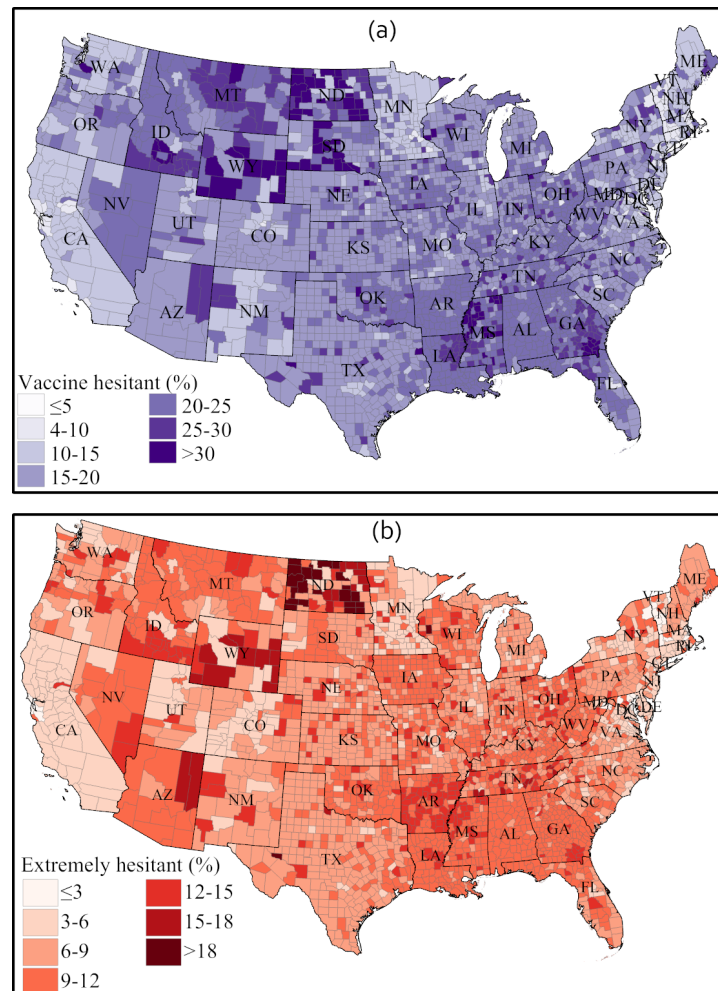 (a)
WA
MT
ND
MN
ME
VT
NH
MA
RI
CT
OR
ID
WY
SD
WI
MI
NY
NV
UT
CO
NE
IA
IL
IN
OH
PA
NJ
DE
MD
DC
WV
VA
CA
KS
MO
KY
AZ
NM
OK
AR
TN
NC
SC
TX
LA
MS
AL
GA
FL
Vaccine hesitant (%)
≤5 20-25
4-10 25-30
10-15 >30
15-20
(b)
WA
MT
ND
MN
ME
VT
NH
MA
RI
CT
OR
ID
WY
SD
WI
MI
NY
NV
UT
CO
NE
IA
IL
IN
OH
PA
NJ
DE
MD
DC
WV
VA
CA
KS
MO
KY
AZ
NM
OK
AR
TN
NC
SC
TX
LA
MS
AL
GA
FL
Extremely hesitant (%)
≤3 12-15
3-6 15-18
6-9 >18
9-12